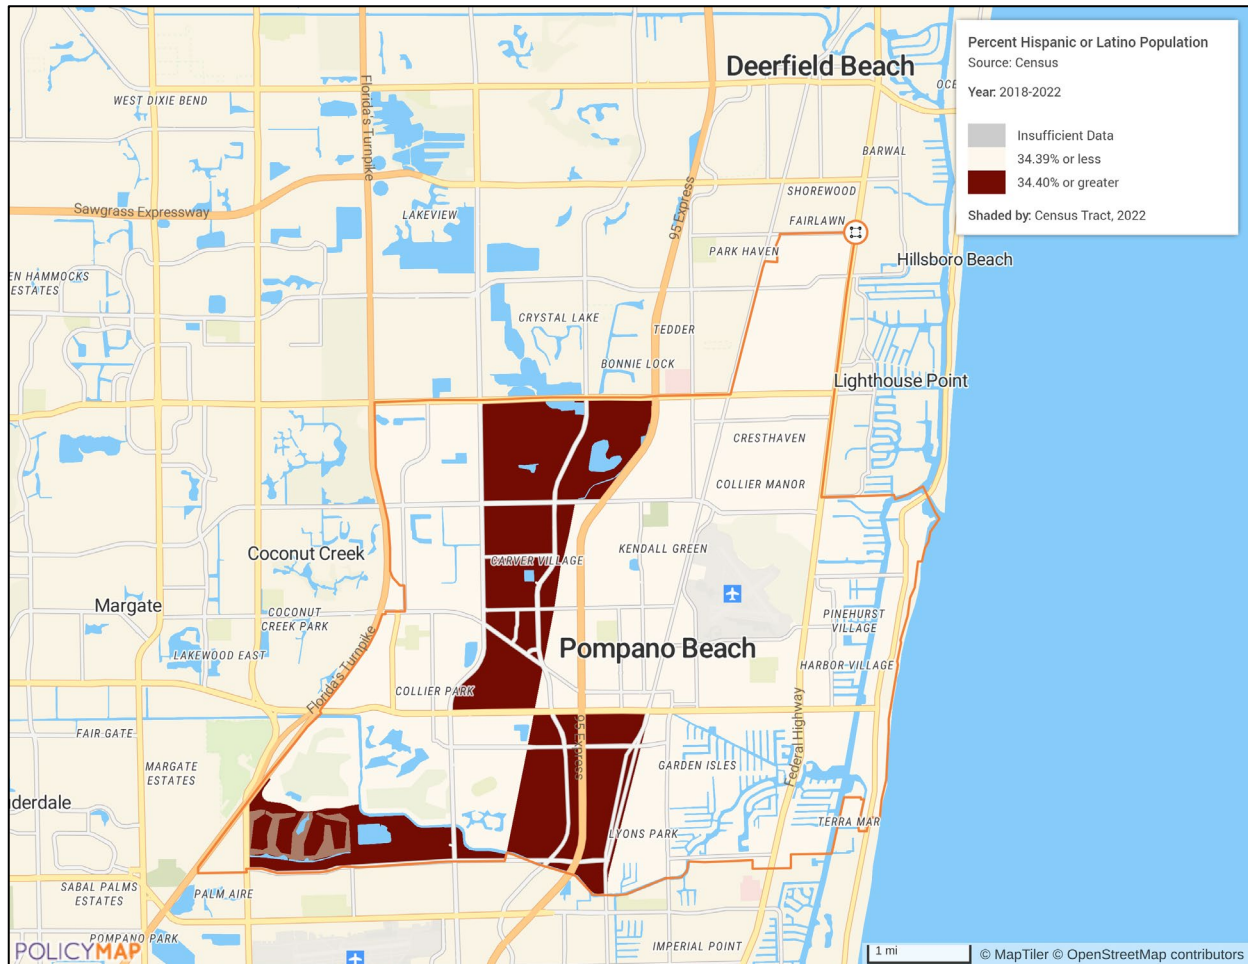 Percent Hispanic or Latino Population
Source: Census
Year: 2018-2022
Insufficient Data
34.39% or less
34.40% or greater
Shaded by: Census Tract, 2022
Deerfield Beach
OCE
WEST DIXIE BEND
Florida's Turnpike
BARWAL
SHOREWOOD
Sawgrass Expressway
LAKEVIEW
95 Express
FAIRLAWN
PARK HAVEN
Hillsboro Beach
EN HAMMOCKS
ESTATES
CRYSTAL LAKE
TEDDER
BONNIE LOCK
Lighthouse Point
CRESTHAVEN
COLLIER MANOR
Coconut Creek
CARVER VILLAGE
KENDALL GREEN
Margate
COCONUT
CREEK PARK
PINEHURST
VILLAGE
LAKEWOOD EAST
Florida's Turnpike
Pompano Beach
HARBOR VILLAGE
COLLIER PARK
FAIR GATE
95 Express
Federal Highway
MARGATE
ESTATES
GARDEN ISLES
derdale
TERRA MAR
LYONS PARK
SABAL PALMS
ESTATES
PALM AIRE
POMPANO PARK
IMPERIAL POINT
POLICYMAP
1 mi
© MapTiler © OpenStreetMap contributors